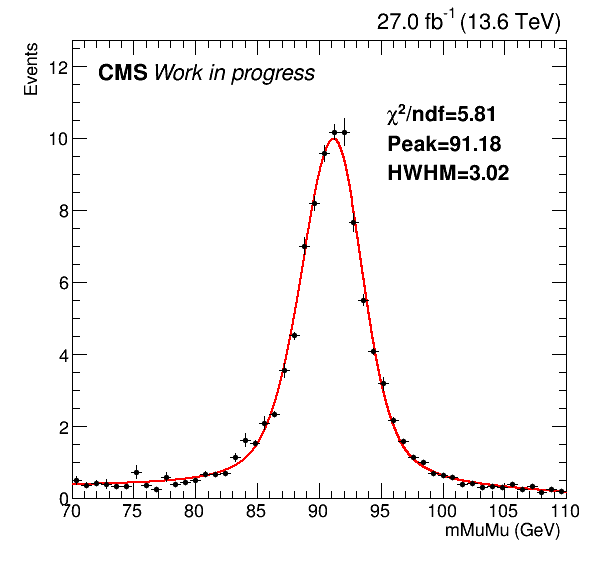 27.0 fb⁻¹ (13.6 TeV)
Events
CMS Work in progress
χ²/ndf=5.81
Peak=91.18
HWHM=3.02
12
10
8
6
4
2
0
70 75 80 85 90 95 100 105 110
mMuMu (GeV)